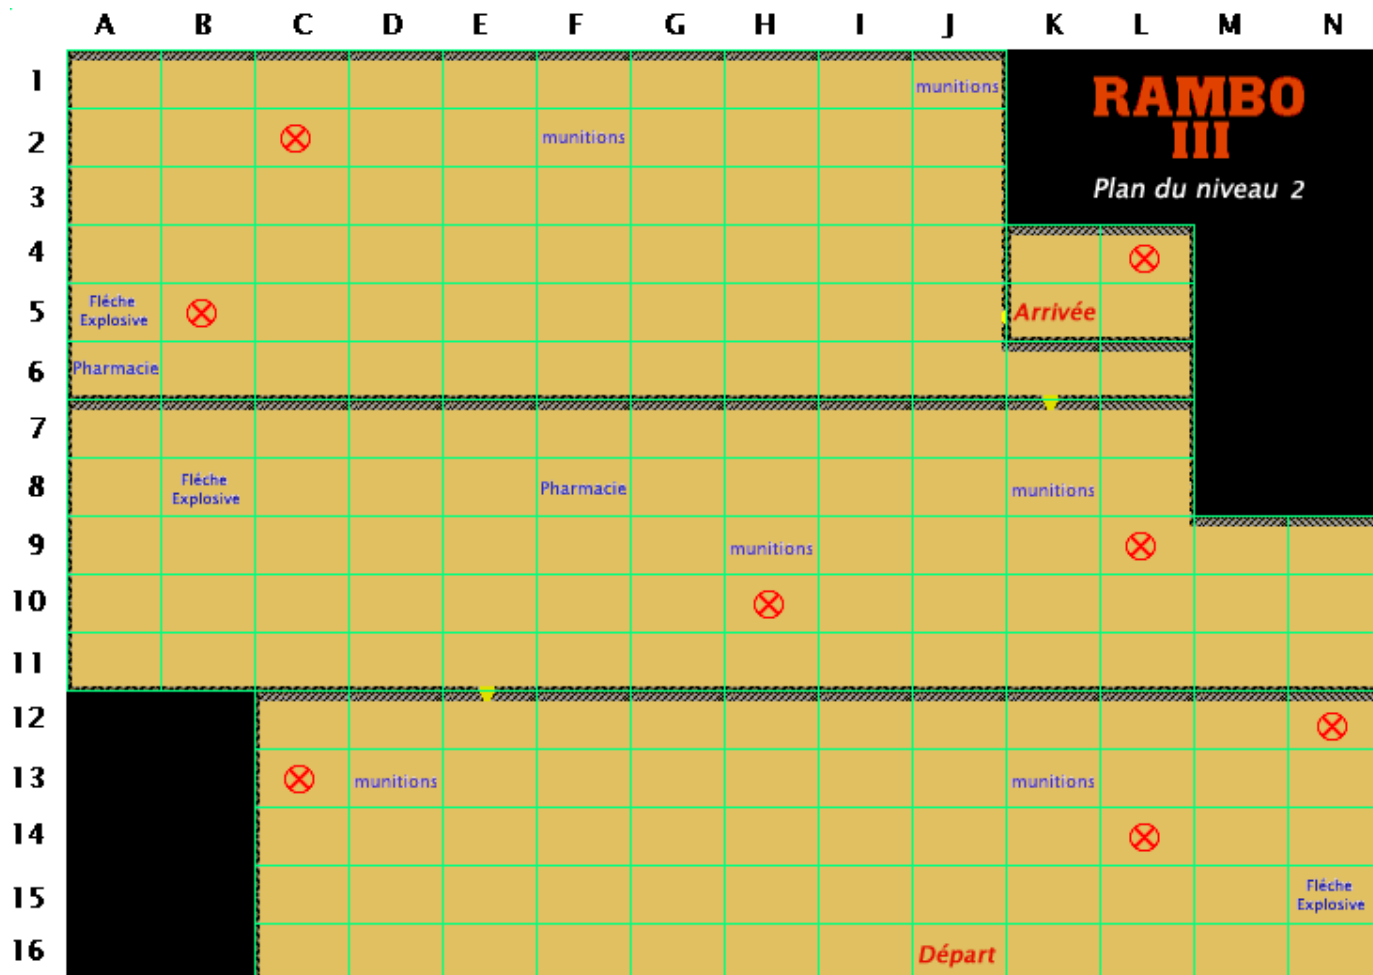 A B C D E F G H I J K L M N
1
munitions
RAMBO
III
2
munitions
3
Plan du niveau 2
4
5
Fléche
Explosive
Arrivée
6
Pharmacie
7
8
Fléche
Explosive
Pharmacie
munitions
9
munitions
10
11
12
13
munitions
munitions
14
15
Fléche
Explosive
16
Départ